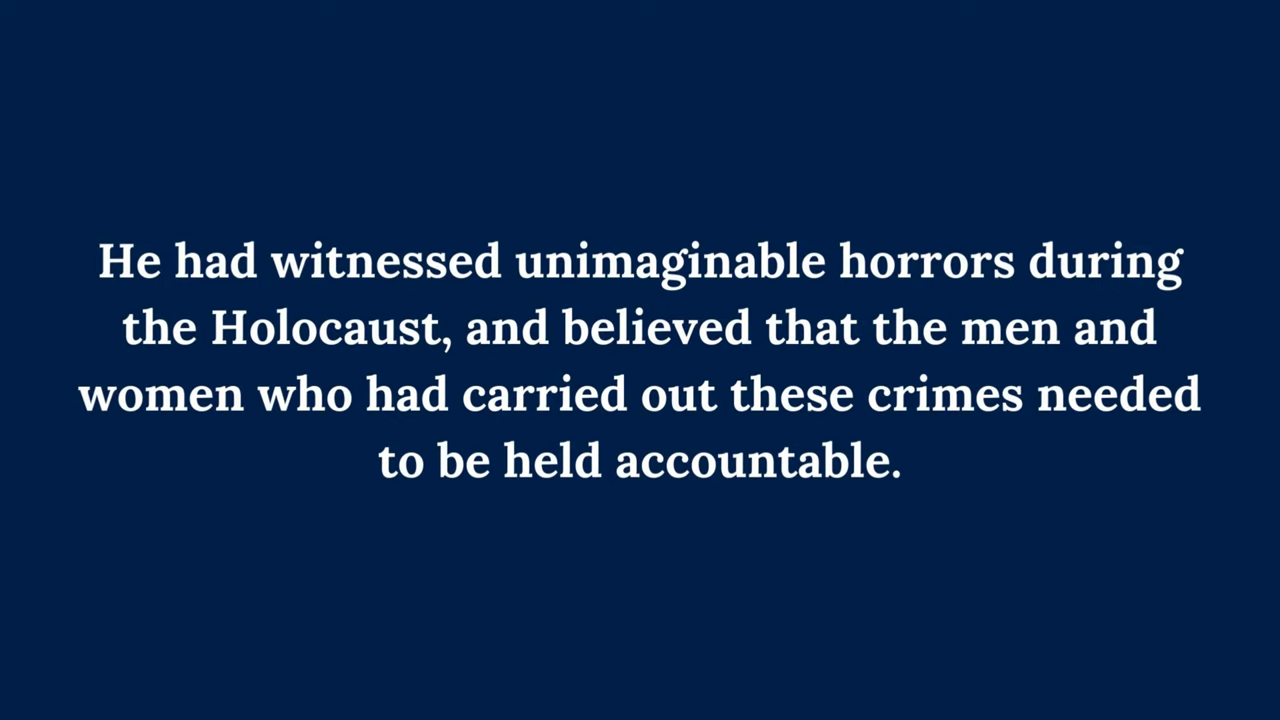 He had witnessed unimaginable horrors during
the Holocaust, and believed that the men and
women who had carried out these crimes needed
to be held accountable.